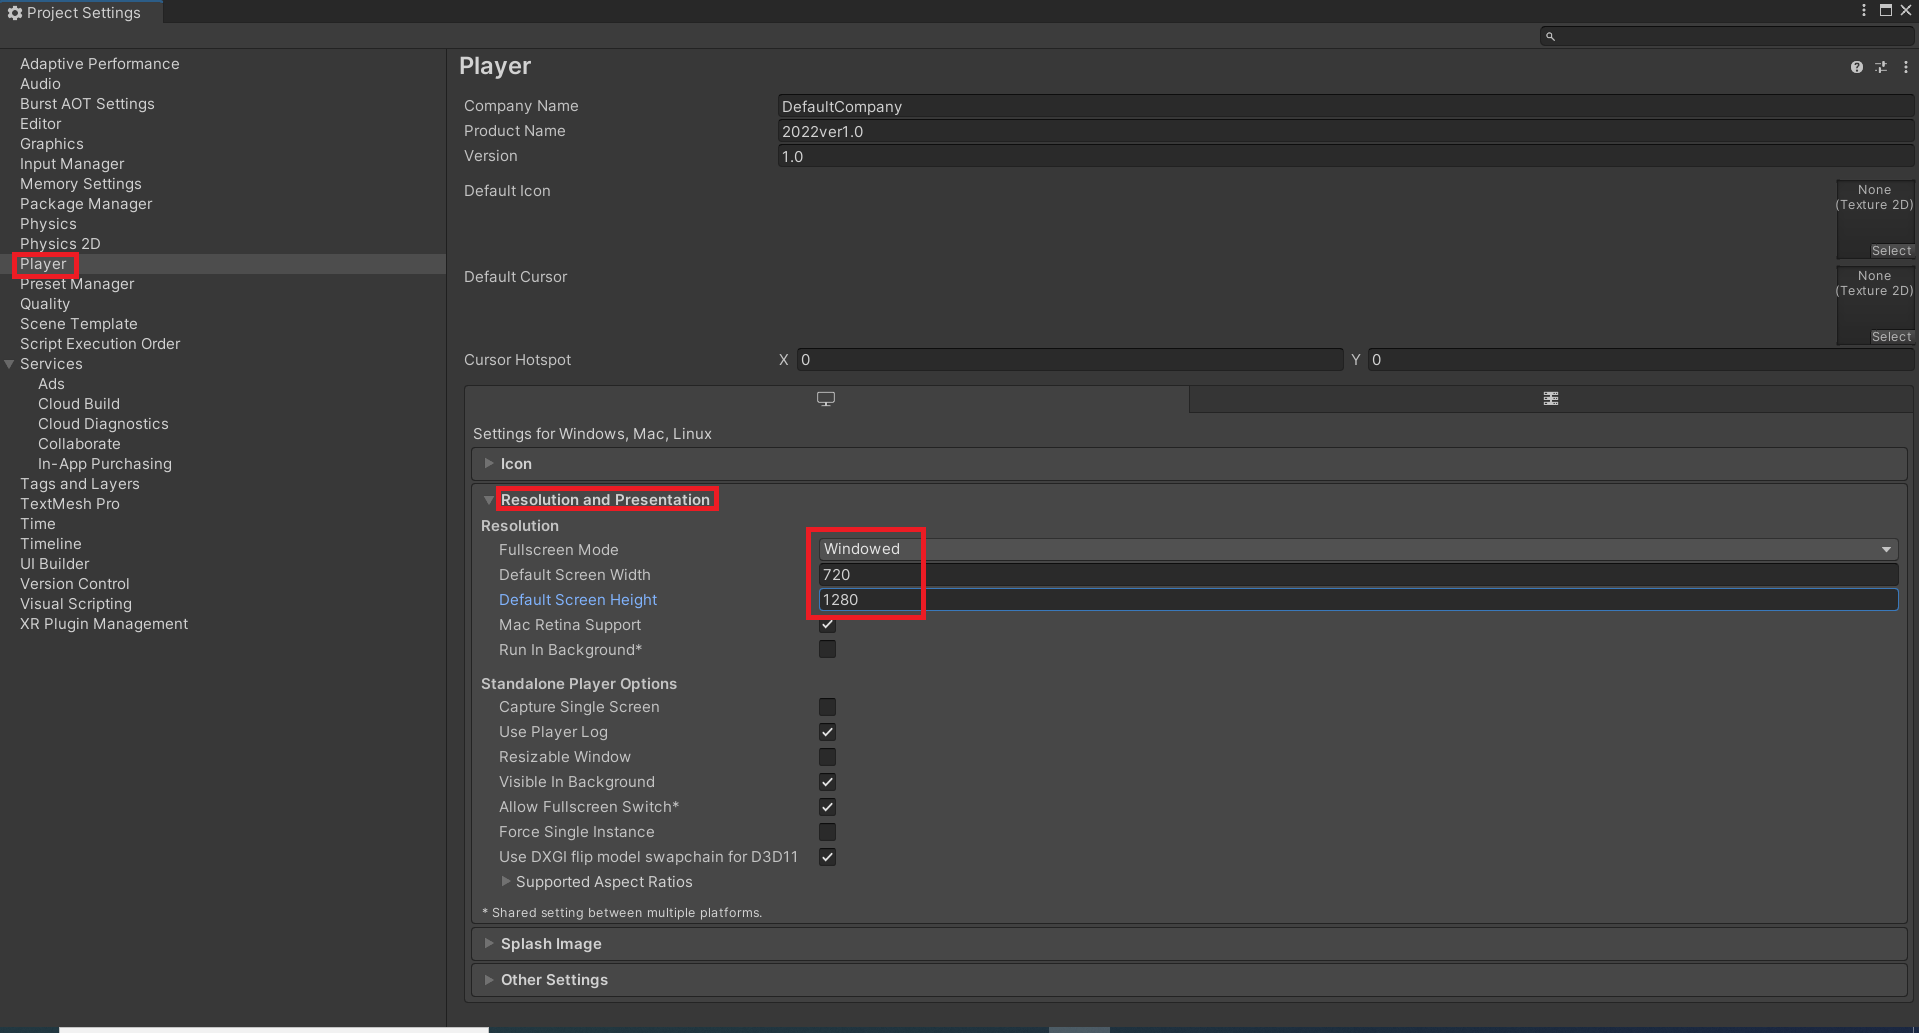 Project Settings
Adaptive Performance
Audio
Burst AOT Settings
Editor
Graphics
Input Manager
Memory Settings
Package Manager
Physics
Physics 2D
Player
Preset Manager
Quality
Scene Template
Script Execution Order
Services
Ads
Cloud Build
Cloud Diagnostics
Collaborate
In-App Purchasing
Tags and Layers
TextMesh Pro
Time
Timeline
UI Builder
Version Control
Visual Scripting
XR Plugin Management
Player
Company Name DefaultCompany
Product Name 2022ver1.0
Version 1.0
Default Icon None
(Texture 2D)
Select
Default Cursor None
(Texture 2D)
Select
Cursor Hotspot X 0 Y 0
Settings for Windows, Mac, Linux
Icon
Resolution and Presentation
Resolution
Fullscreen Mode Windowed
Default Screen Width 720
Default Screen Height 1280
Mac Retina Support
Run In Background*
Standalone Player Options
Capture Single Screen
Use Player Log
Resizable Window
Visible In Background
Allow Fullscreen Switch*
Force Single Instance
Use DXGI flip model swapchain for D3D11
Supported Aspect Ratios
* Shared setting between multiple platforms.
Splash Image
Other Settings